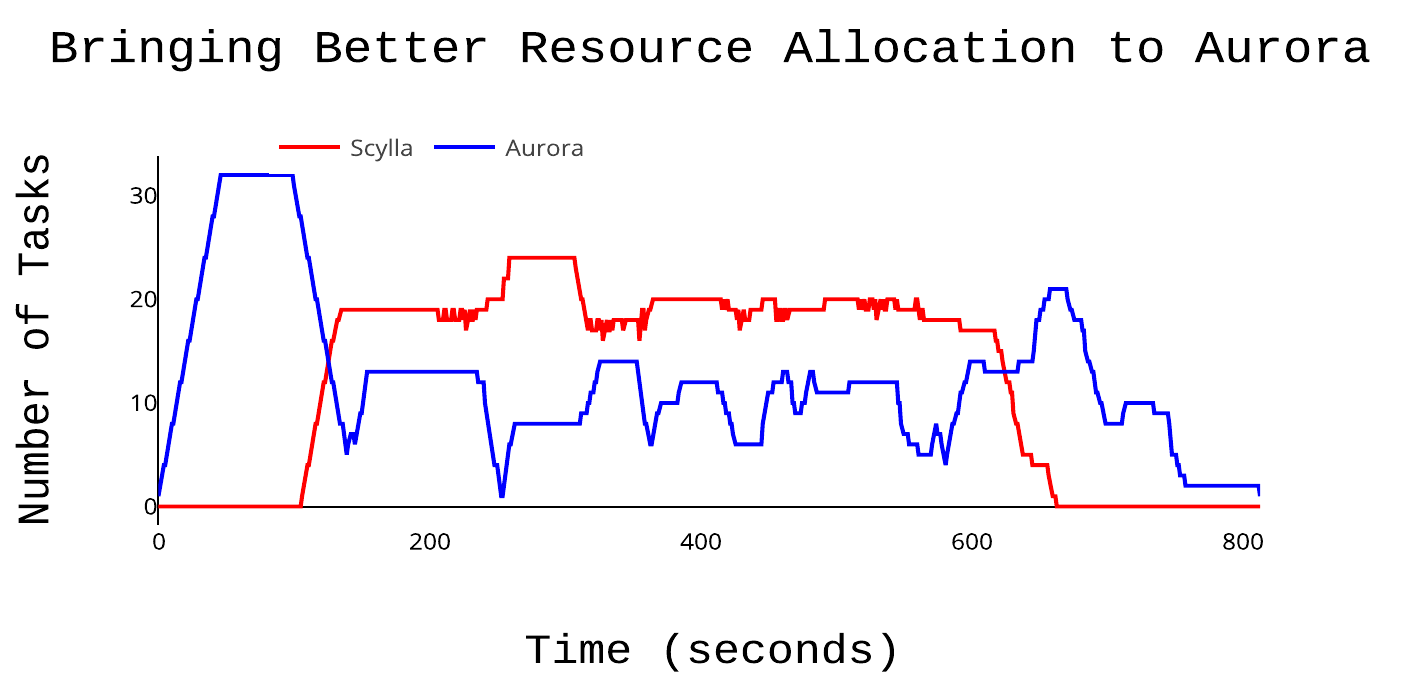 Bringing Better Resource Allocation to Aurora
Scylla
Aurora
Number of Tasks
30
20
10
0
0
200
400
600
800
Time (seconds)